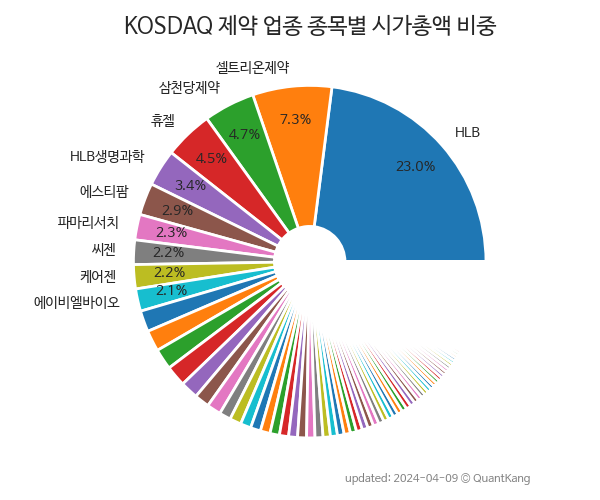 KOSDAQ 제약 업종 종목별 시가총액 비중
셀트리온제약
삼천당제약
휴젤
HLB
HLB생명과학
에스티팜
파마리서치
씨젠
케어젠
에이비엘바이오
23.0%
7.3%
4.7%
4.5%
3.4%
2.9%
2.3%
2.2%
2.2%
2.1%
updated: 2024-04-09 © QuantKang